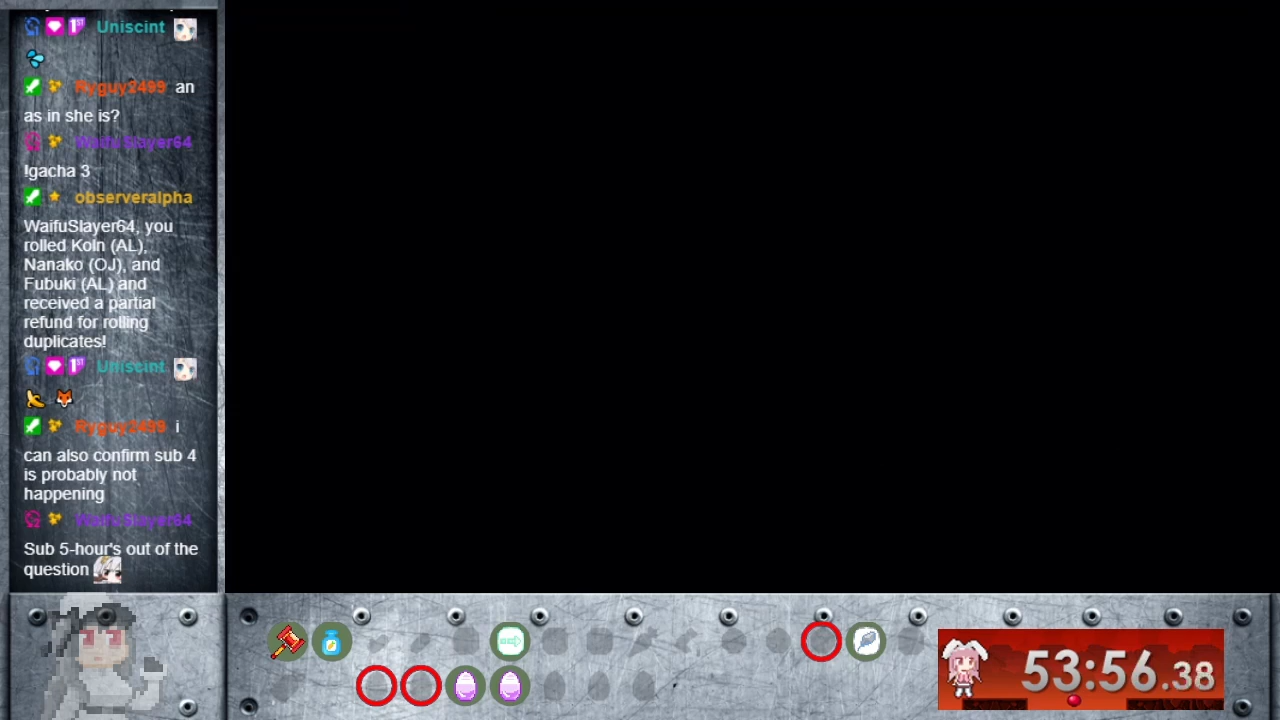 Uniscint
Ryguy2499 an
as in she is?
WaifuSlayer64
!gacha 3
observeralpha
WaifuSlayer64, you
rolled Koln (AL),
Nanako (OJ), and
Fubuki (AL) and
received a partial
refund for rolling
duplicates!
Uniscint
Ryguy2499 i
can also confirm sub 4
is probably not
happening
WaifuSlayer64
Sub 5-hour's out of the
question
53:56.38